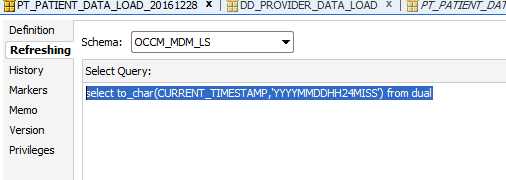 PT_PATIENT_DATA_LOAD_20161228 x DD_PROVIDER_DATA_LOAD x PT_PATIENT_DAT
Definition
Refreshing
Schema: OCCM_MDM_LS
History
Select Query:
Markers
select to_char(CURRENT_TIMESTAMP,'YYYYMMDDHH24MISS') from dual
Memo
Version
Privileges